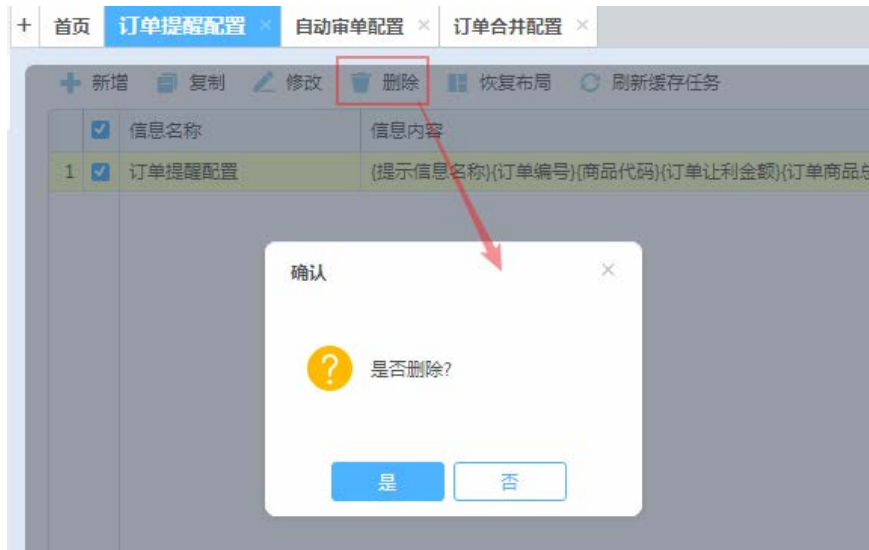 + 首页 订单提醒配置 × 自动审单配置 × 订单合并配置 ×
新增 复制 修改 删除 恢复布局 刷新缓存任务
信息名称 信息内容
1 订单提醒配置 {提示信息名称}{订单编号}{商品代码}{订单让利金额}{订单商品总
确认 ×
? 是否删除?
是 否